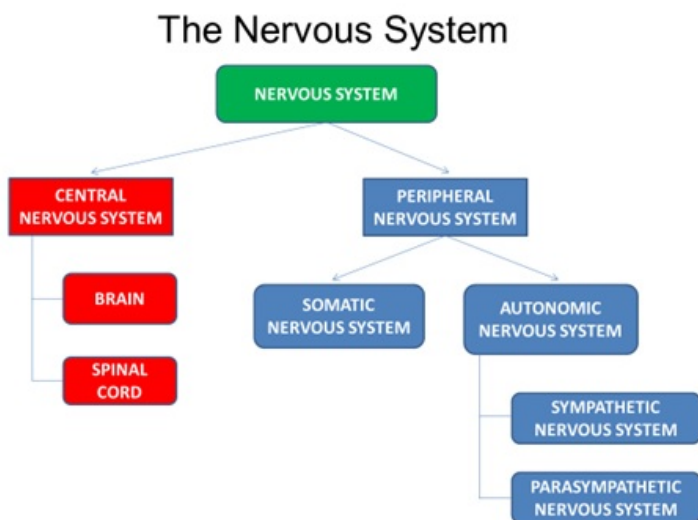 The Nervous System
NERVOUS SYSTEM
CENTRAL
NERVOUS SYSTEM
BRAIN
SPINAL
CORD
PERIPHERAL
NERVOUS SYSTEM
SOMATIC
NERVOUS SYSTEM
AUTONOMIC
NERVOUS SYSTEM
SYMPATHETIC
NERVOUS SYSTEM
PARASYMPATHETIC
NERVOUS SYSTEM